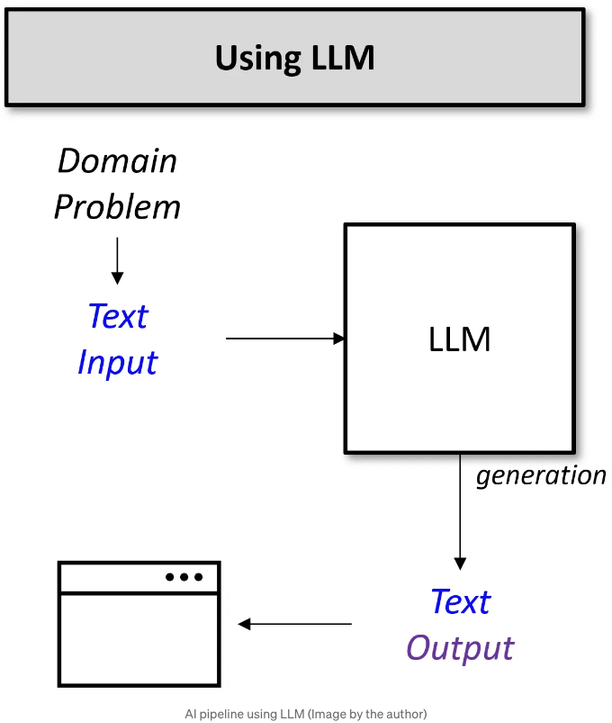 Using LLM
Domain
Problem
Text
Input
LLM
generation
Text
Output
AI pipeline using LLM (Image by the author)